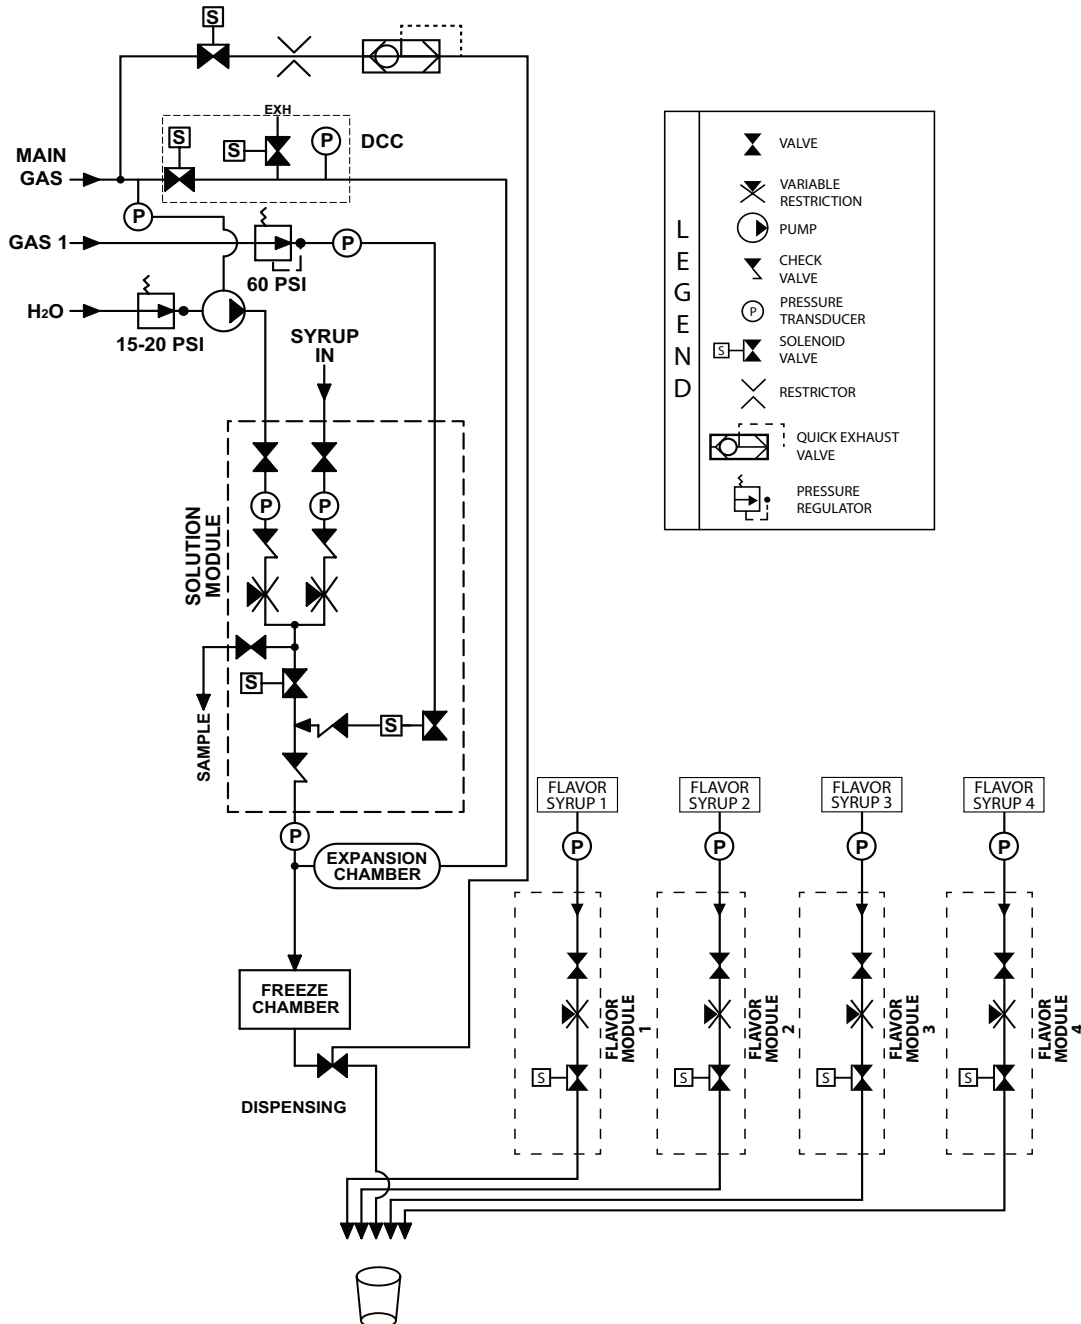 S
EXH
S
S
P
DCC
MAIN
GAS
P
GAS 1
P
60 PSI
H2O
15-20 PSI
SYRUP
IN
SOLUTION
MODULE
P
P
S
S
SAMPLE
P
EXPANSION
CHAMBER
FREEZE
CHAMBER
DISPENSING
LEGEND
VALVE
VARIABLE
RESTRICTION
PUMP
CHECK
VALVE
P
PRESSURE
TRANSDUCER
S
SOLENOID
VALVE
RESTRICTOR
QUICK EXHAUST
VALVE
PRESSURE
REGULATOR
FLAVOR
SYRUP 1
P
S
FLAVOR
MODULE
1
FLAVOR
SYRUP 2
P
S
FLAVOR
MODULE
2
FLAVOR
SYRUP 3
P
S
FLAVOR
MODULE
3
FLAVOR
SYRUP 4
P
S
FLAVOR
MODULE
4